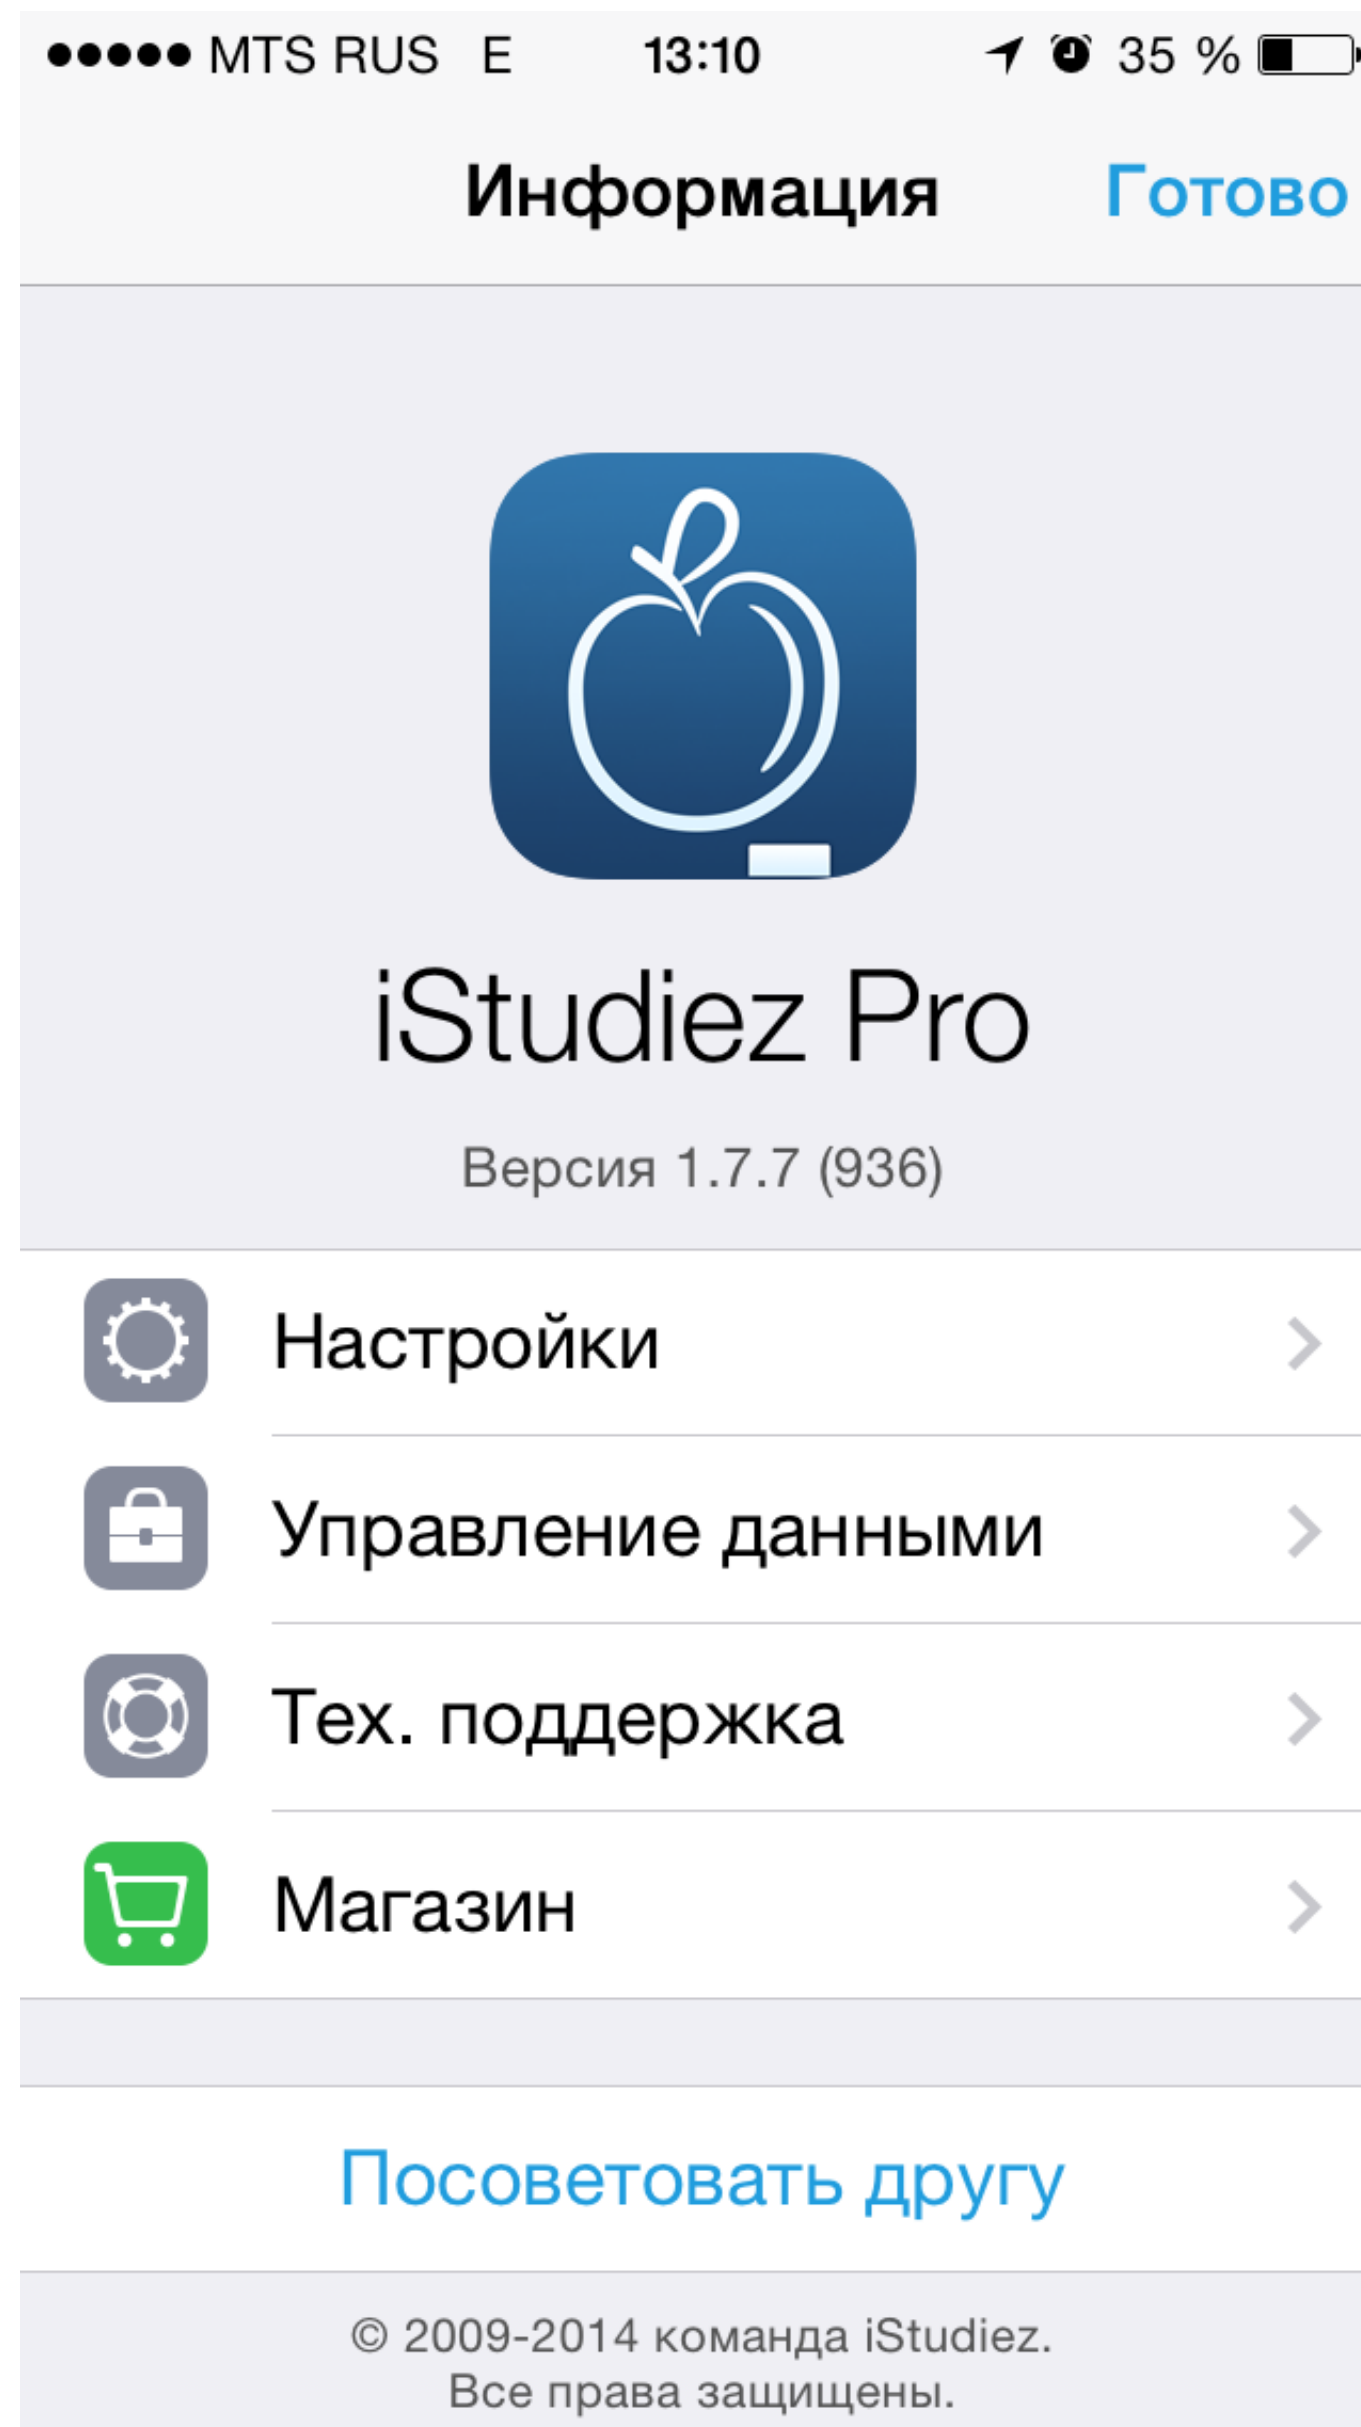 MTS RUS E 13:10 35 %
Информация Готово
iStudiez Pro
Версия 1.7.7 (936)
Настройки
Управление данными
Тех. поддержка
Магазин
Посоветовать другу
© 2009-2014 команда iStudiez.
Все права защищены.